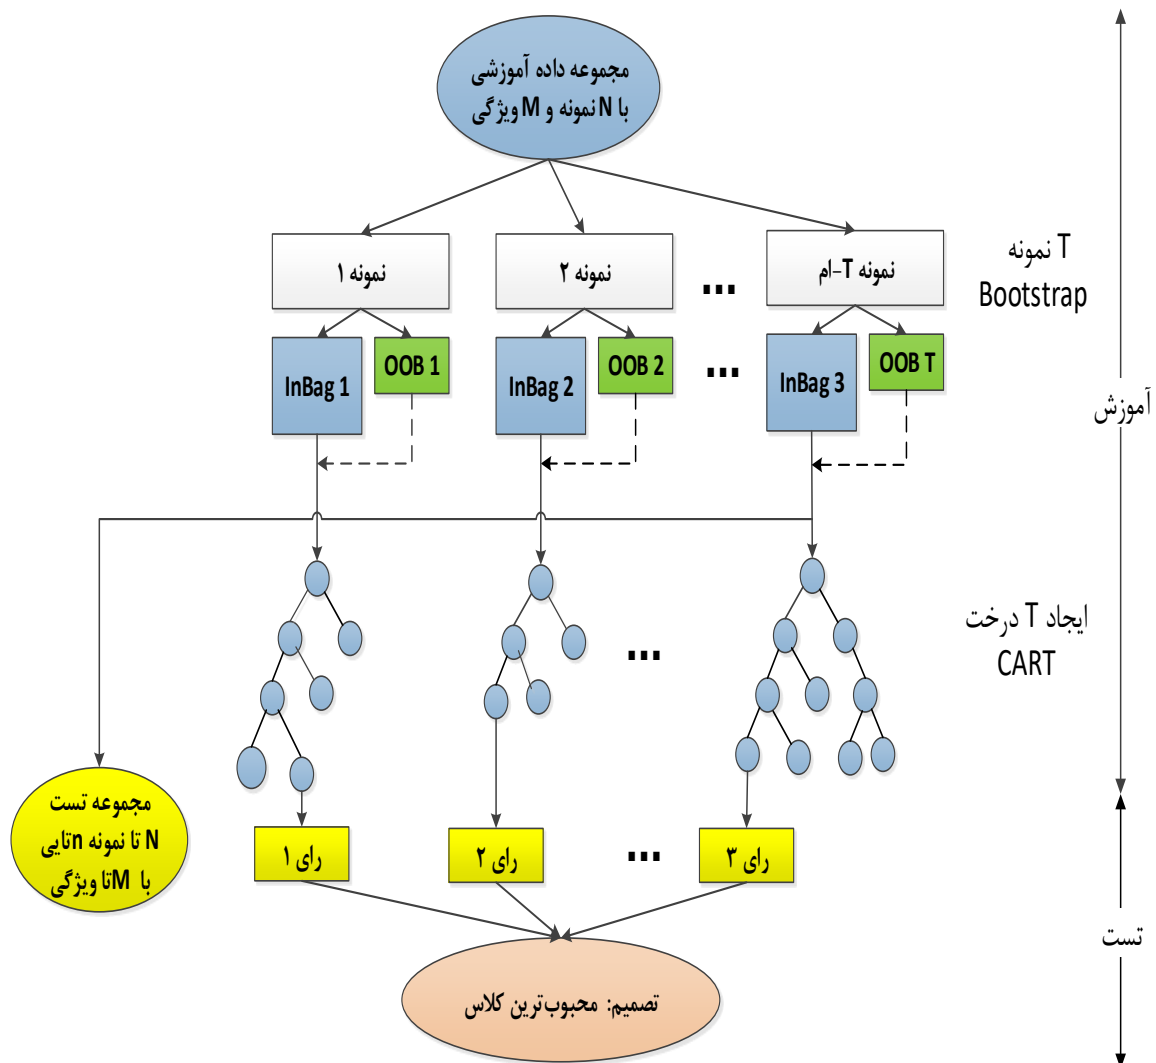 مجموعه داده آموزشی
با N نمونه و M ویژگی
نمونه ۱
نمونه ۲
...
نمونه T-ام
T نمونه
Bootstrap
InBag 1
OOB 1
InBag 2
OOB 2
...
InBag 3
OOB T
آموزش
...
ایجاد T درخت
CART
مجموعه تست
N تا نمونه nتایی
با Mتا ویژگی
رای ۱
رای ۲
...
رای ۳
تست
تصمیم: محبوب‌ترین کلاس